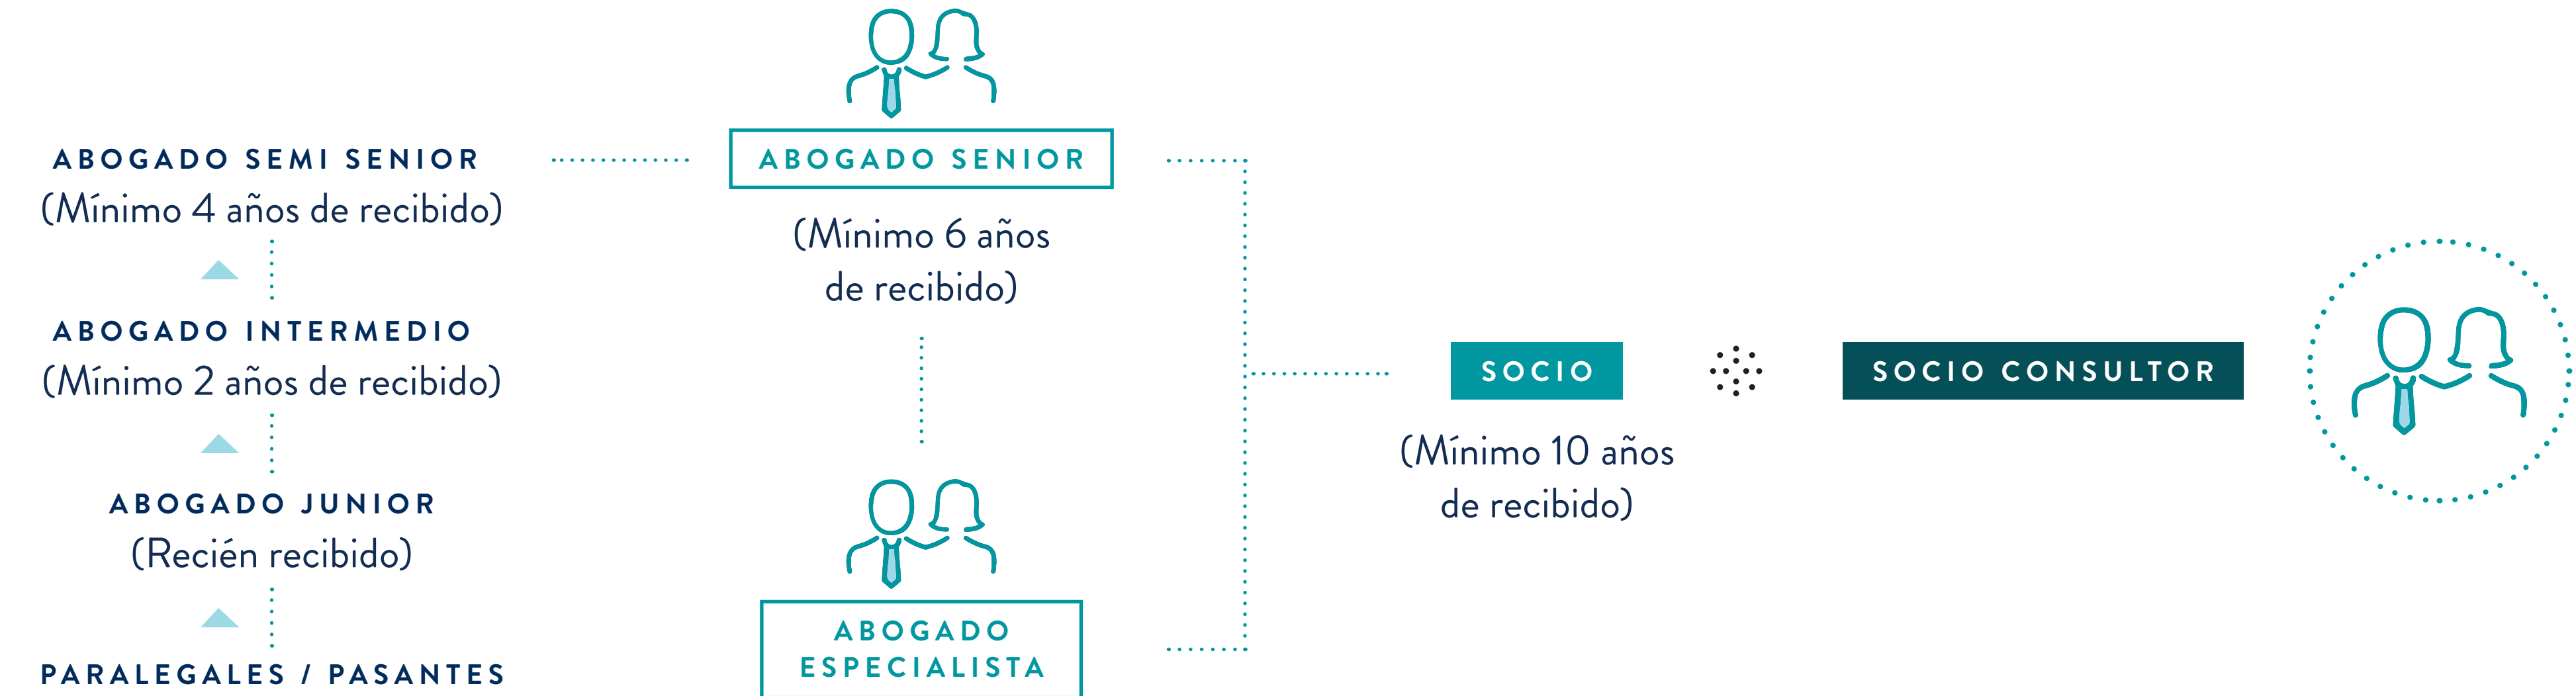 ABOGADO SEMI SENIOR
(Mínimo 4 años de recibido)
ABOGADO INTERMEDIO
(Mínimo 2 años de recibido)
ABOGADO JUNIOR
(Recién recibido)
PARALEGALES / PASANTES
ABOGADO SENIOR
(Mínimo 6 años
de recibido)
ABOGADO
ESPECIALISTA
SOCIO
(Mínimo 10 años
de recibido)
SOCIO CONSULTOR